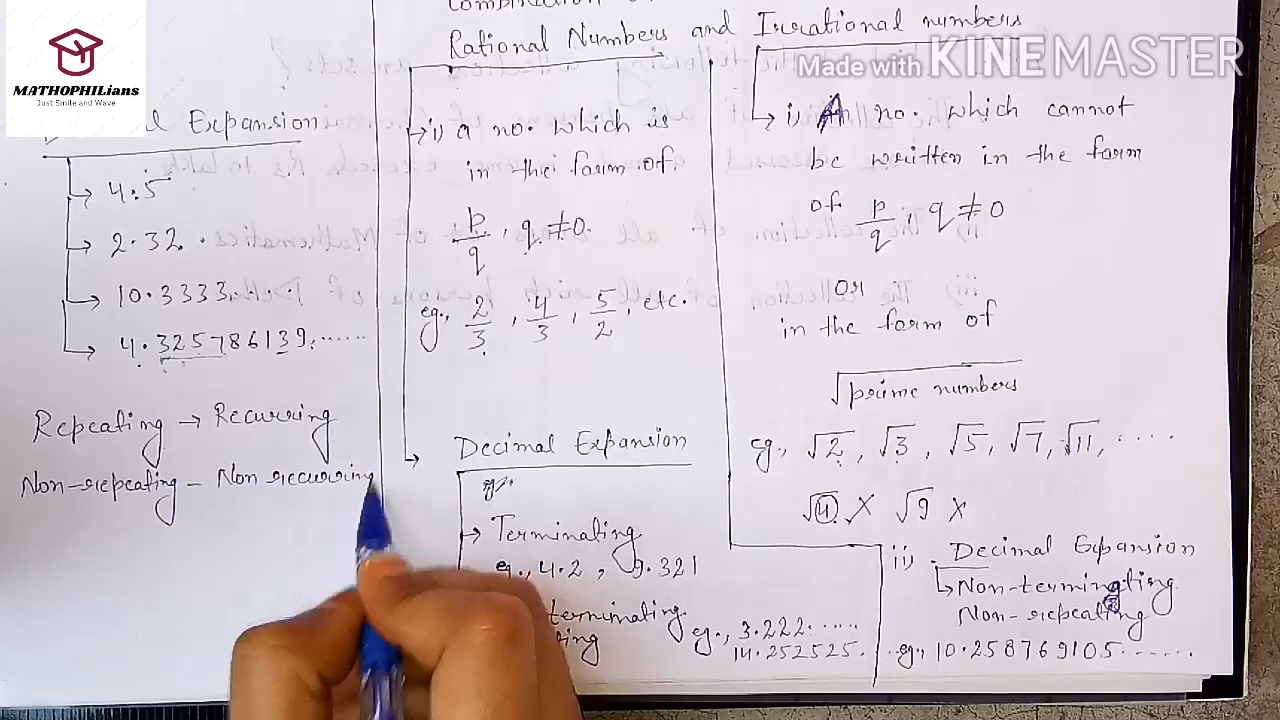 MATHOPHILians
Just Smile and Wave
Made with KINEMASTER
Rational Numbers and Irrational numbers
Expansion
4.5
2.32
10.3333....
4.325786139.......
Repeating → Recurring
Non-repeating - Non recurring
i) a no. which is
in the form of
p/q, q ≠ 0.
eg., 2/3, 4/3, 5/2, etc.
Decimal Expansion
Terminating
eg., 4.2, 9.321
terminating
eg., 3.222.....
14.252525.
i) A no. which cannot
be written in the form
of p/q, q ≠ 0
or
in the form of
√prime numbers
eg., √2, √3, √5, √7, √11, .....
√4 X √9 X
ii) . Decimal Expansion
Non-terminating
Non-repeating
eg., 10.258769105.......